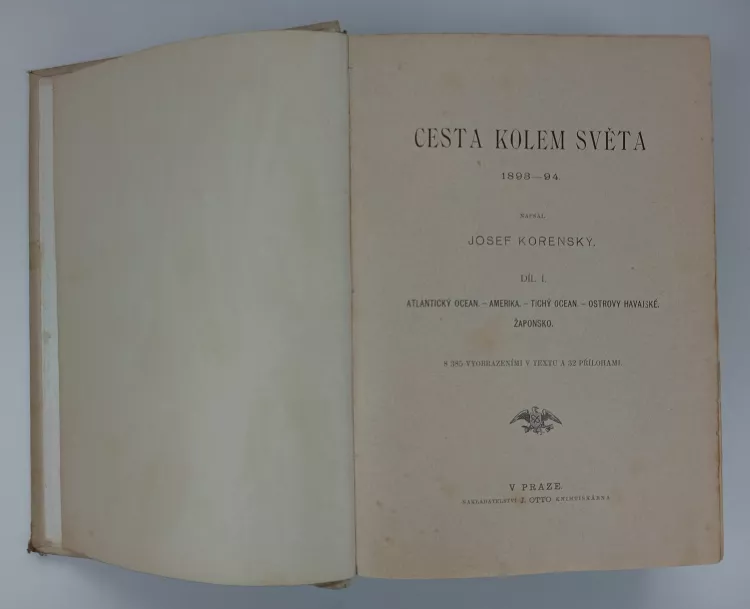 CESTA KOLEM SVĚTA
1893—94.
NAPSAL
JOSEF KOŘENSKÝ.
DÍL I.
ATLANTICKÝ OCEAN. – AMERIKA. – TICHÝ OCEAN. – OSTROVY HAVAJSKÉ.
ŽAPONSKO.
S 385 VYOBRAZENÍMI V TEXTU A 32 PŘÍLOHAMI.
V PRAZE.
NAKLADATELSTVÍ J. OTTO KNIHTISKÁRNA